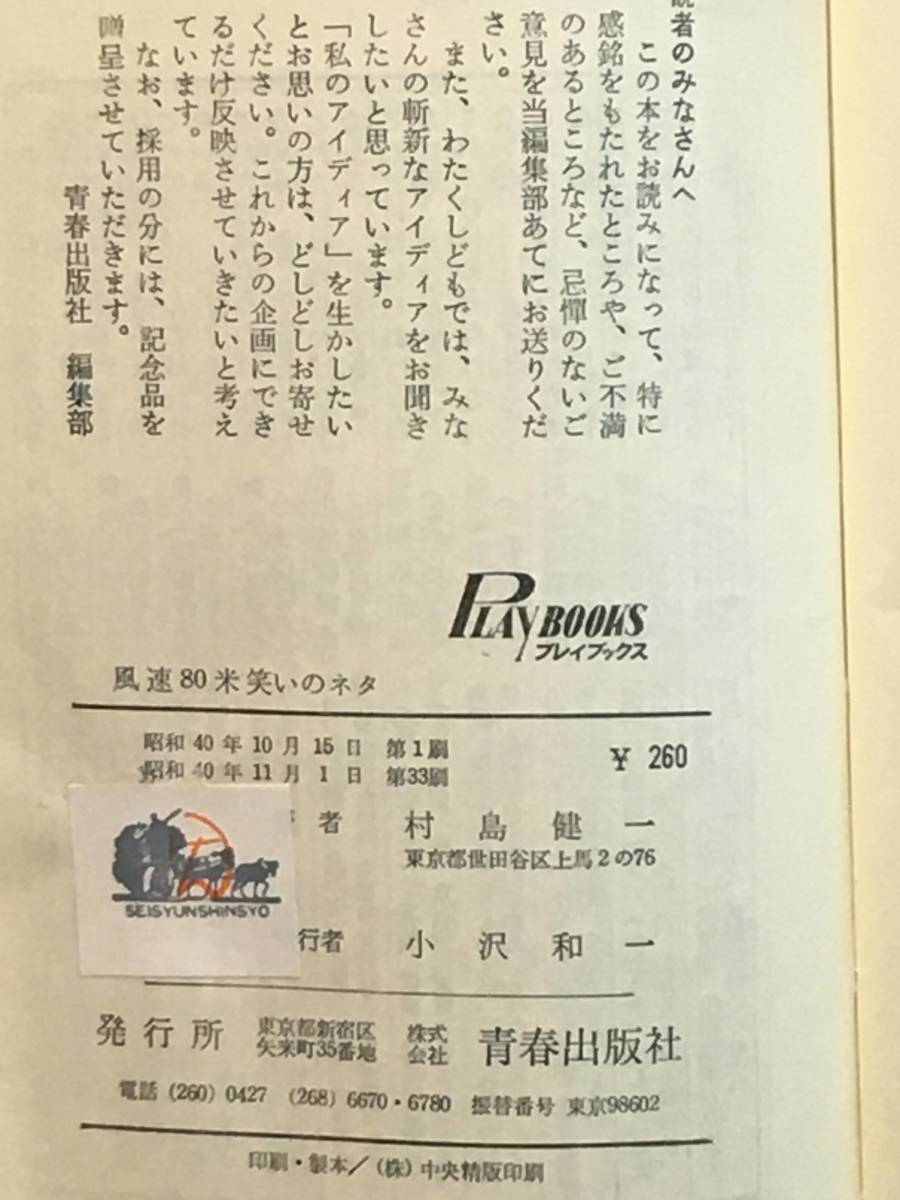 者のみなさんへ
この本をお読みになって、特に
感銘をもたれたところや、ご不満
のあるところなど、忌憚のないご
意見を当編集部あてにお送りくだ
さい。
また、わたくしどもでは、みな
さんの斬新なアイディアをお聞き
したいと思っています。
「私のアイディア」を生かしたい
とお思いの方は、どしどしお寄せ
ください。これからの企画にでき
るだけ反映させていきたいと考え
ています。
なお、採用の分には、記念品を
贈呈させていただきます。
青春出版社 編集部
PLAY BOOKS
プレイブックス
風速80米笑いのネタ
昭和40年10月15日 第1刷
昭和40年11月1日 第33刷
¥260
者 村島健一
東京都世田谷区上馬2の76
SEISYUNSHINSYO
行者 小沢和一
発行所 東京都新宿区 株式 青春出版社
矢来町35番地 会社
電話 (260) 0427 (268) 6670・6780 振替番号 東京98602
印刷・製本/(株)中央精版印刷